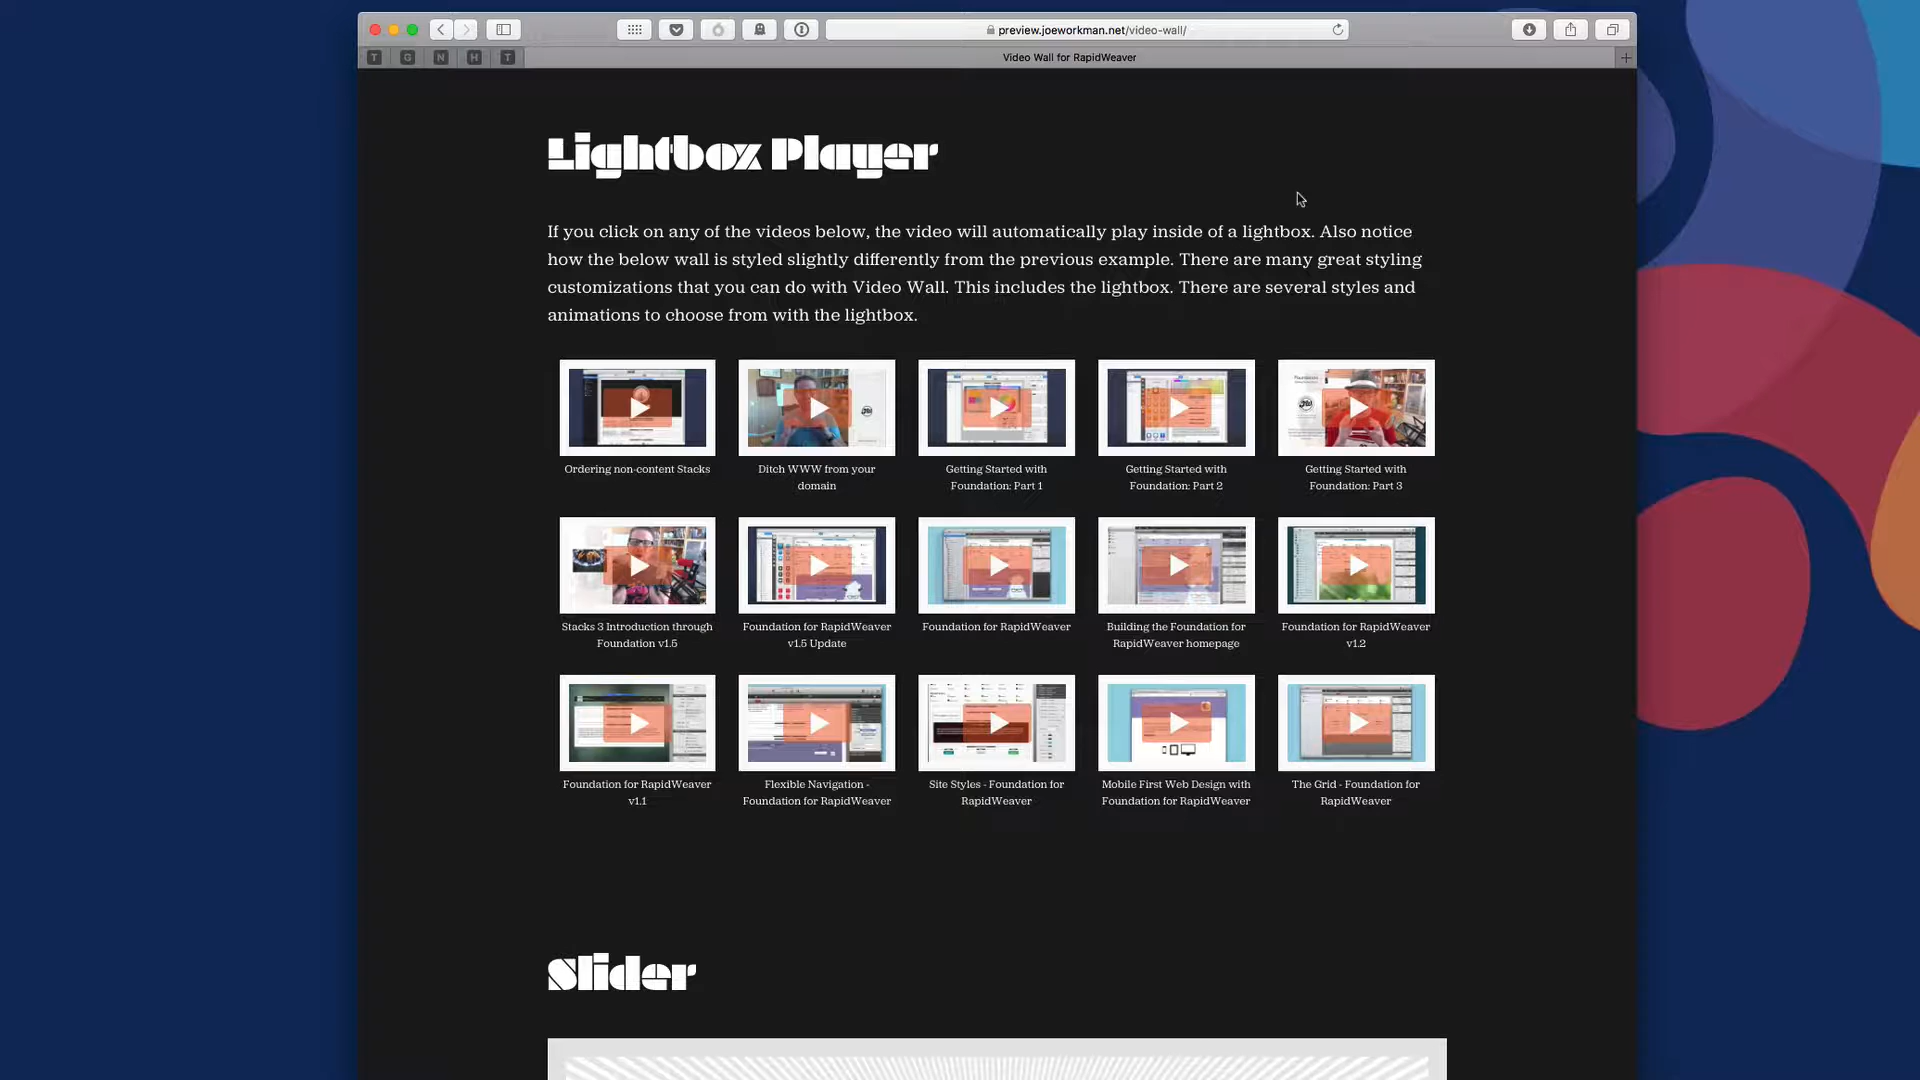 preview.joeworkman.net/video-wall/
T G N H T
Video Wall for RapidWeaver
Lightbox Player
If you click on any of the videos below, the video will automatically play inside of a lightbox. Also notice
how the below wall is styled slightly differently from the previous example. There are many great styling
customizations that you can do with Video Wall. This includes the lightbox. There are several styles and
animations to choose from with the lightbox.
Ordering non-content Stacks
Ditch WWW from your
domain
Getting Started with
Foundation: Part 1
Getting Started with
Foundation: Part 2
Getting Started with
Foundation: Part 3
Stacks 3 Introduction through
Foundation v1.5
Foundation for RapidWeaver
v1.5 Update
Foundation for RapidWeaver
Building the Foundation for
RapidWeaver homepage
Foundation for RapidWeaver
v1.2
Foundation for RapidWeaver
v1.1
Flexible Navigation -
Foundation for RapidWeaver
Site Styles - Foundation for
RapidWeaver
Mobile First Web Design with
Foundation for RapidWeaver
The Grid - Foundation for
RapidWeaver
Slider